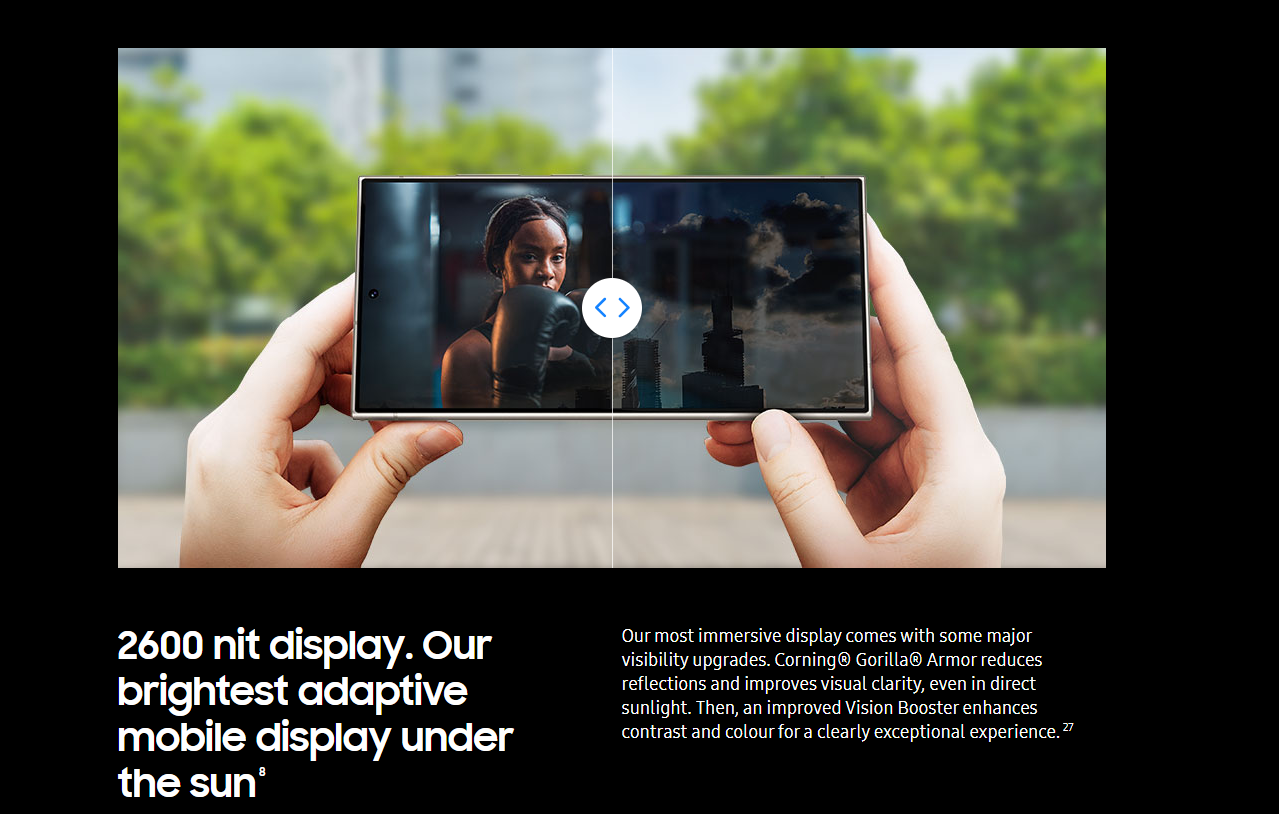 2600 nit display. Our
brightest adaptive
mobile display under
the sun⁸
Our most immersive display comes with some major
visibility upgrades. Corning® Gorilla® Armor reduces
reflections and improves visual clarity, even in direct
sunlight. Then, an improved Vision Booster enhances
contrast and colour for a clearly exceptional experience.²⁷